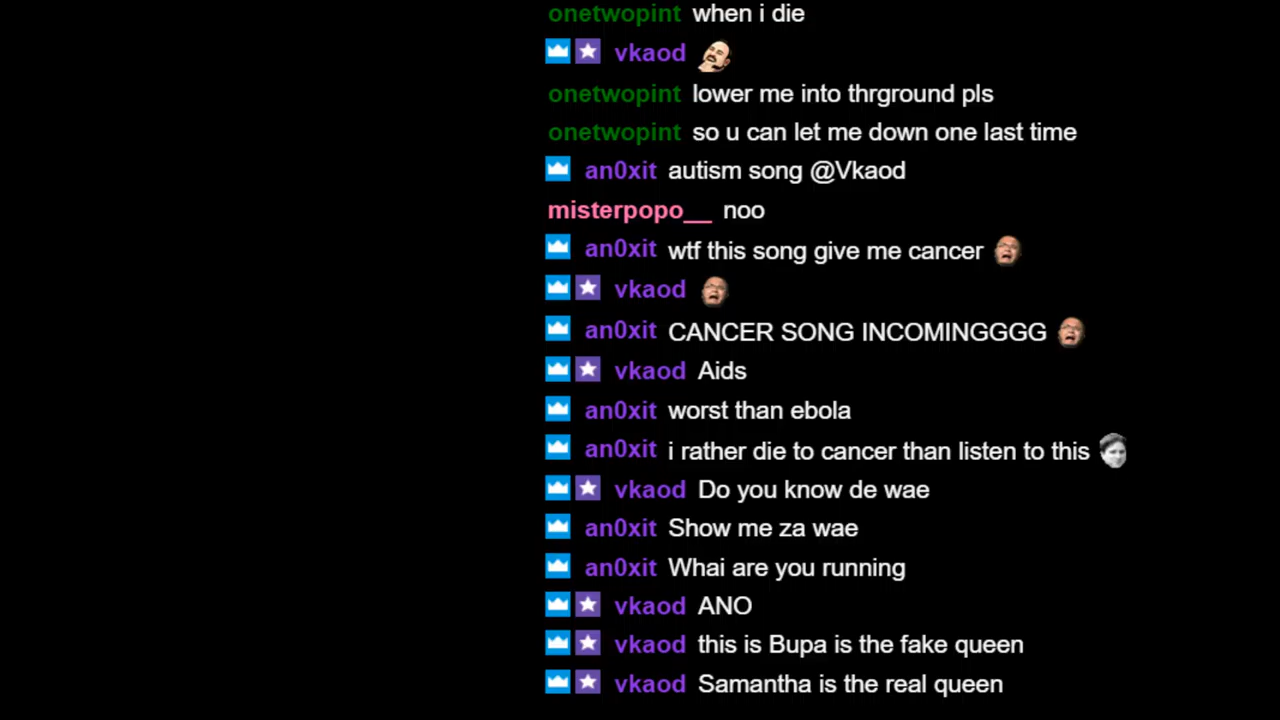 onetwopint when i die
vkaod
onetwopint lower me into thrground pls
onetwopint so u can let me down one last time
an0xit autism song @Vkaod
misterpopo__ noo
an0xit wtf this song give me cancer
vkaod
an0xit CANCER SONG INCOMINGGGG
vkaod Aids
an0xit worst than ebola
an0xit i rather die to cancer than listen to this
vkaod Do you know de wae
an0xit Show me za wae
an0xit Whai are you running
vkaod ANO
vkaod this is Bupa is the fake queen
vkaod Samantha is the real queen